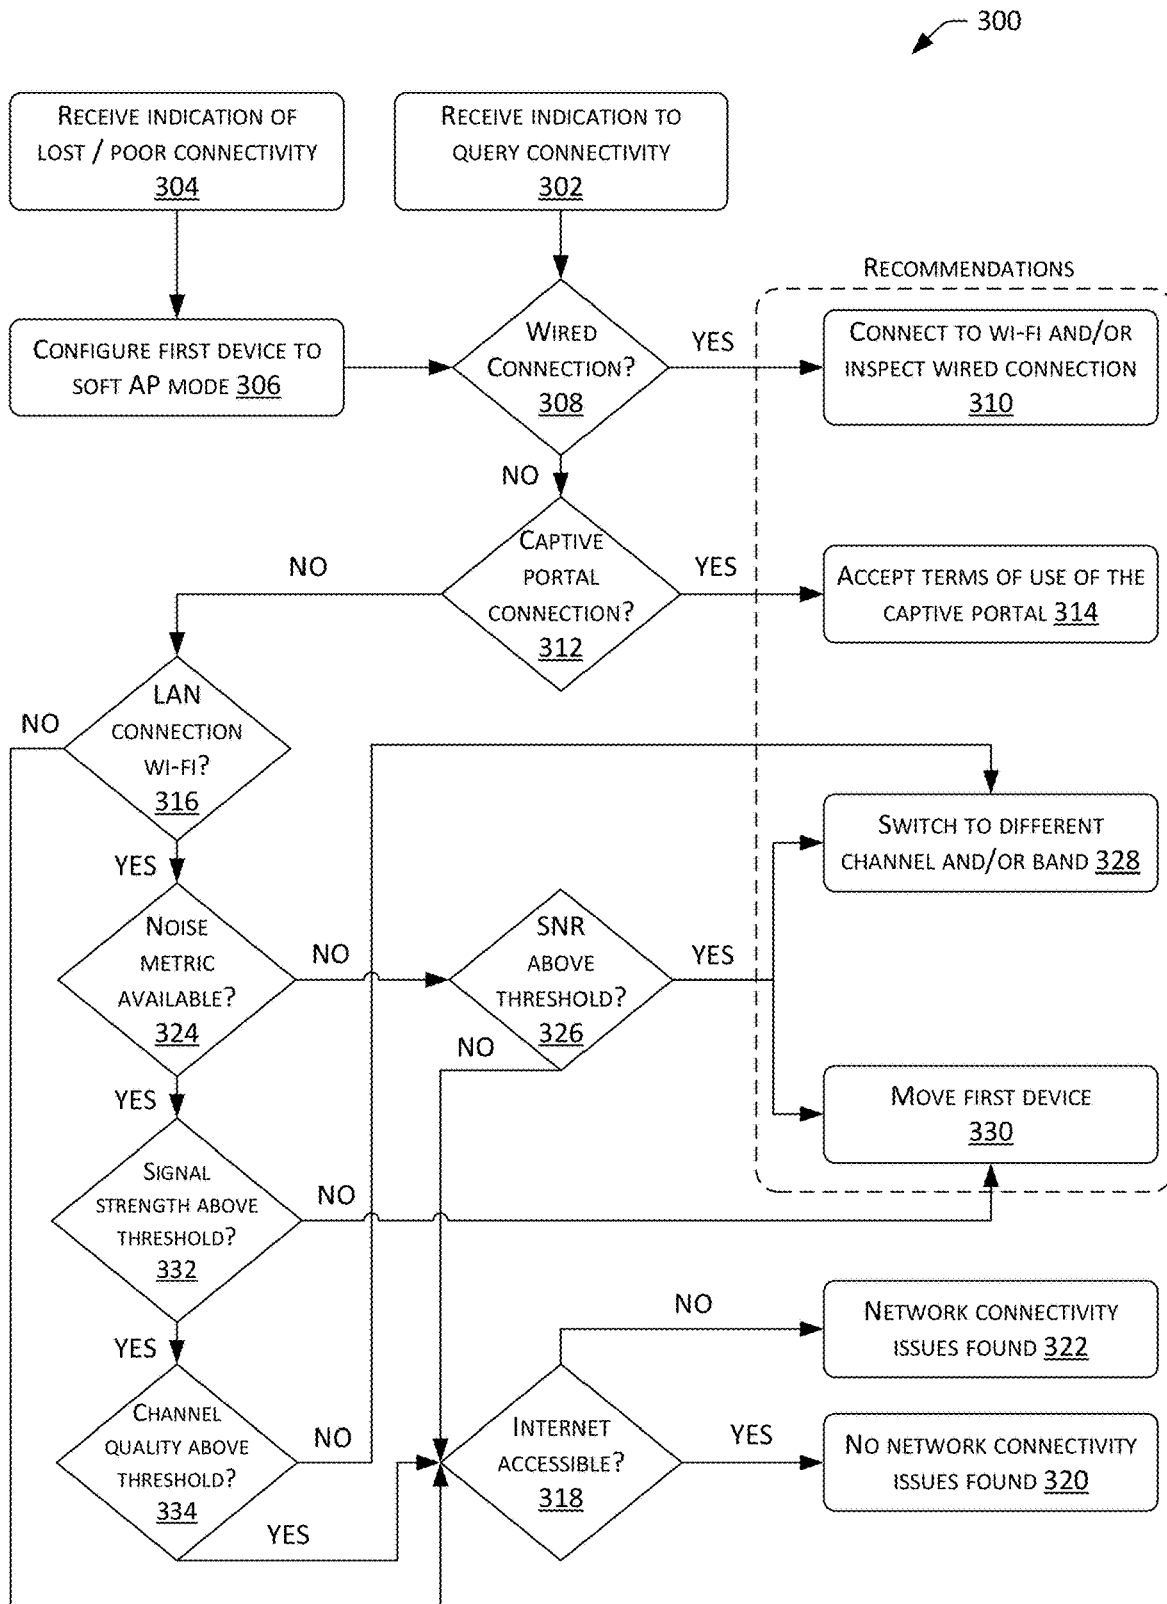 300
Receive indication of
lost / poor connectivity
304
Receive indication to
query connectivity
302
Recommendations
Configure first device to
soft AP mode 306
Wired
Connection?
308
YES
Connect to wi-fi and/or
inspect wired connection
310
NO
Captive
portal
connection?
312
NO
YES
Accept terms of use of the
captive portal 314
LAN
connection
wi-fi?
316
NO
YES
Switch to different
channel and/or band 328
Noise
metric
available?
324
NO
SNR
above
threshold?
326
YES
NO
YES
Move first device
330
Signal
strength above
threshold?
332
NO
YES
NO
Network connectivity
issues found 322
Channel
quality above
threshold?
334
NO
YES
Internet
accessible?
318
YES
No network connectivity
issues found 320